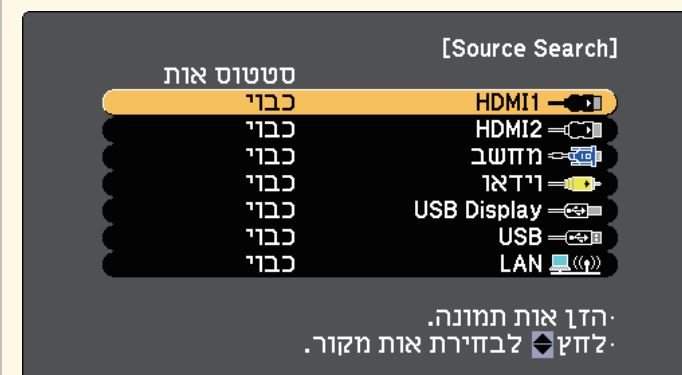 [Source Search]
סטטוס אות
HDMI1 כבוי
HDMI2 כבוי
מחשב כבוי
וידאו כבוי
USB Display כבוי
USB כבוי
LAN כבוי
·הזן אות תמונה.
·לחץ לבחירת אות מקור.